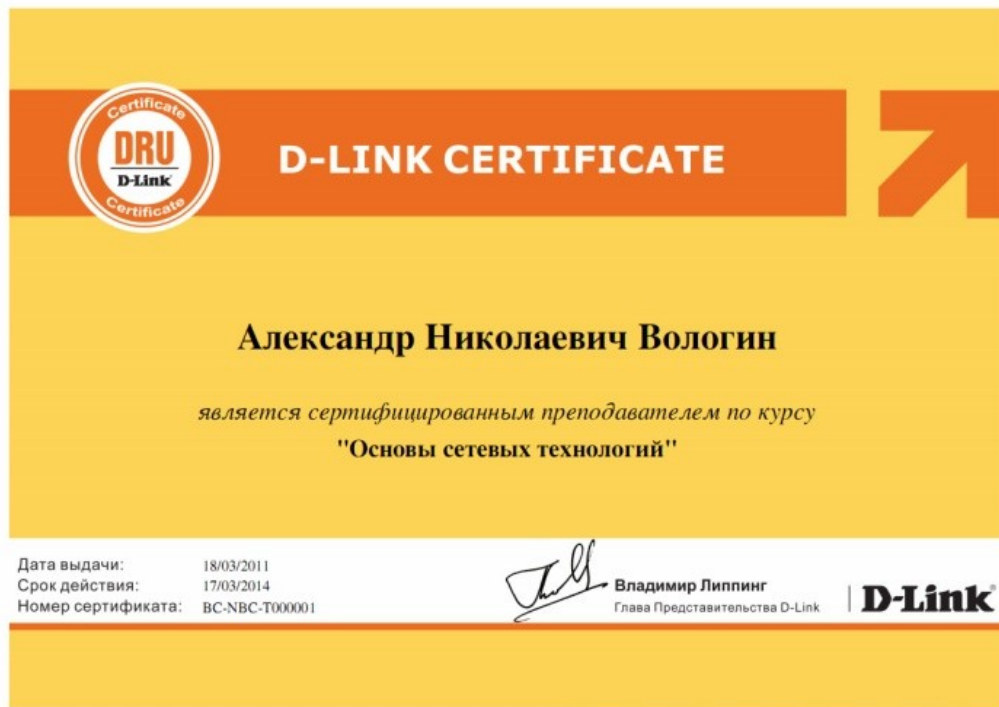 Certificate
DRU
D-Link
Certificate
D-LINK CERTIFICATE
Александр Николаевич Вологин
является сертифицированным преподавателем по курсу
"Основы сетевых технологий"
Дата выдачи: 18/03/2011
Срок действия: 17/03/2014
Номер сертификата: BC-NBC-T000001
Владимир Липпинг
Глава Представительства D-Link
D-Link